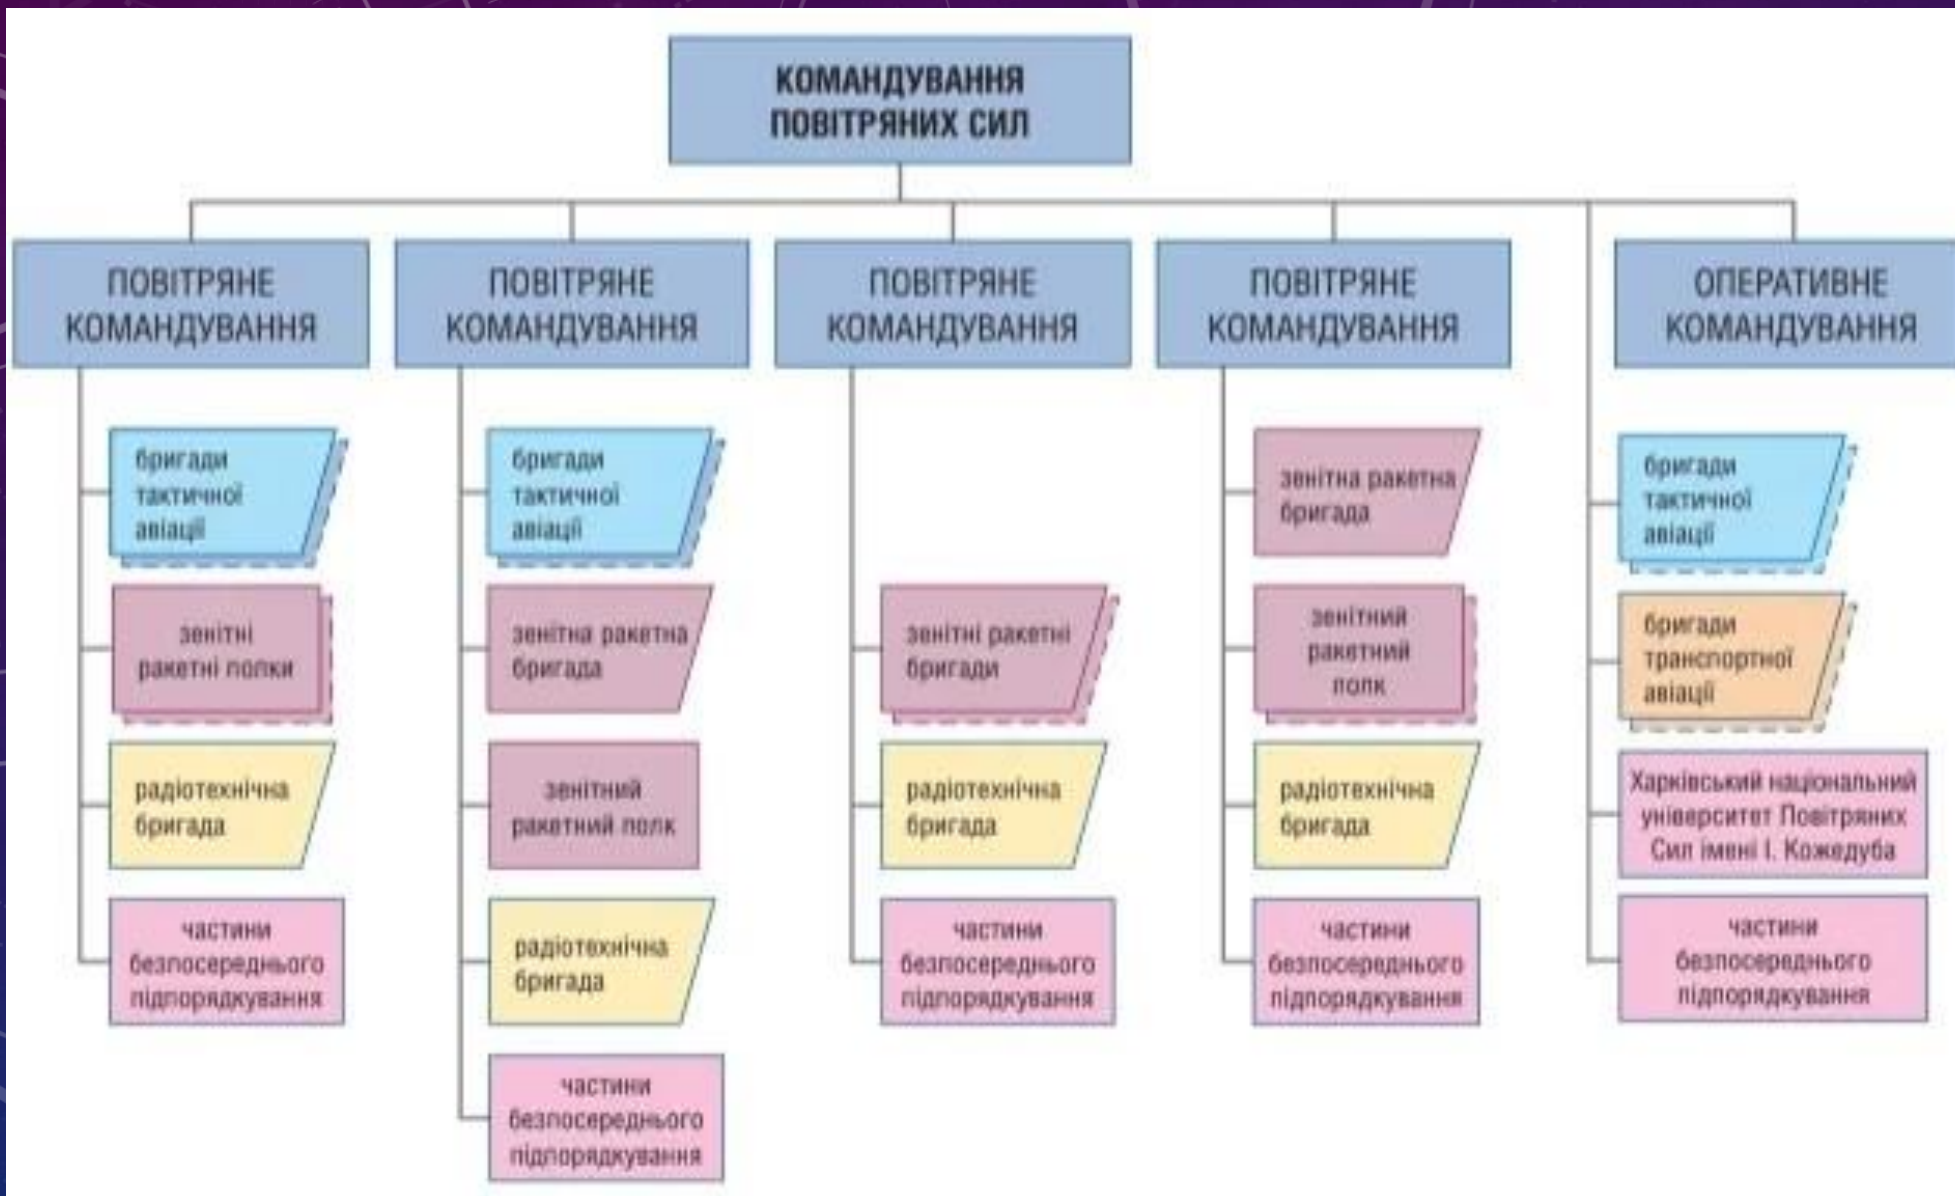 КОМАНДУВАННЯ
ПОВІТРЯНИХ СИЛ
ПОВІТРЯНЕ
КОМАНДУВАННЯ
бригади
тактичної
авіації
зенітні
ракетні полки
радіотехнічна
бригада
частини
безпосереднього
підпорядкування
ПОВІТРЯНЕ
КОМАНДУВАННЯ
бригади
тактичної
авіації
зенітна ракетна
бригада
зенітний
ракетний полк
радіотехнічна
бригада
частини
безпосереднього
підпорядкування
ПОВІТРЯНЕ
КОМАНДУВАННЯ
зенітні ракетні
бригади
радіотехнічна
бригада
частини
безпосереднього
підпорядкування
ПОВІТРЯНЕ
КОМАНДУВАННЯ
зенітна ракетна
бригада
зенітний
ракетний
полк
радіотехнічна
бригада
частини
безпосереднього
підпорядкування
ОПЕРАТИВНЕ
КОМАНДУВАННЯ
бригади
тактичної
авіації
бригади
транспортної
авіації
Харківський національний
університет Повітряних
Сил імені І. Кожедуба
частини
безпосереднього
підпорядкування